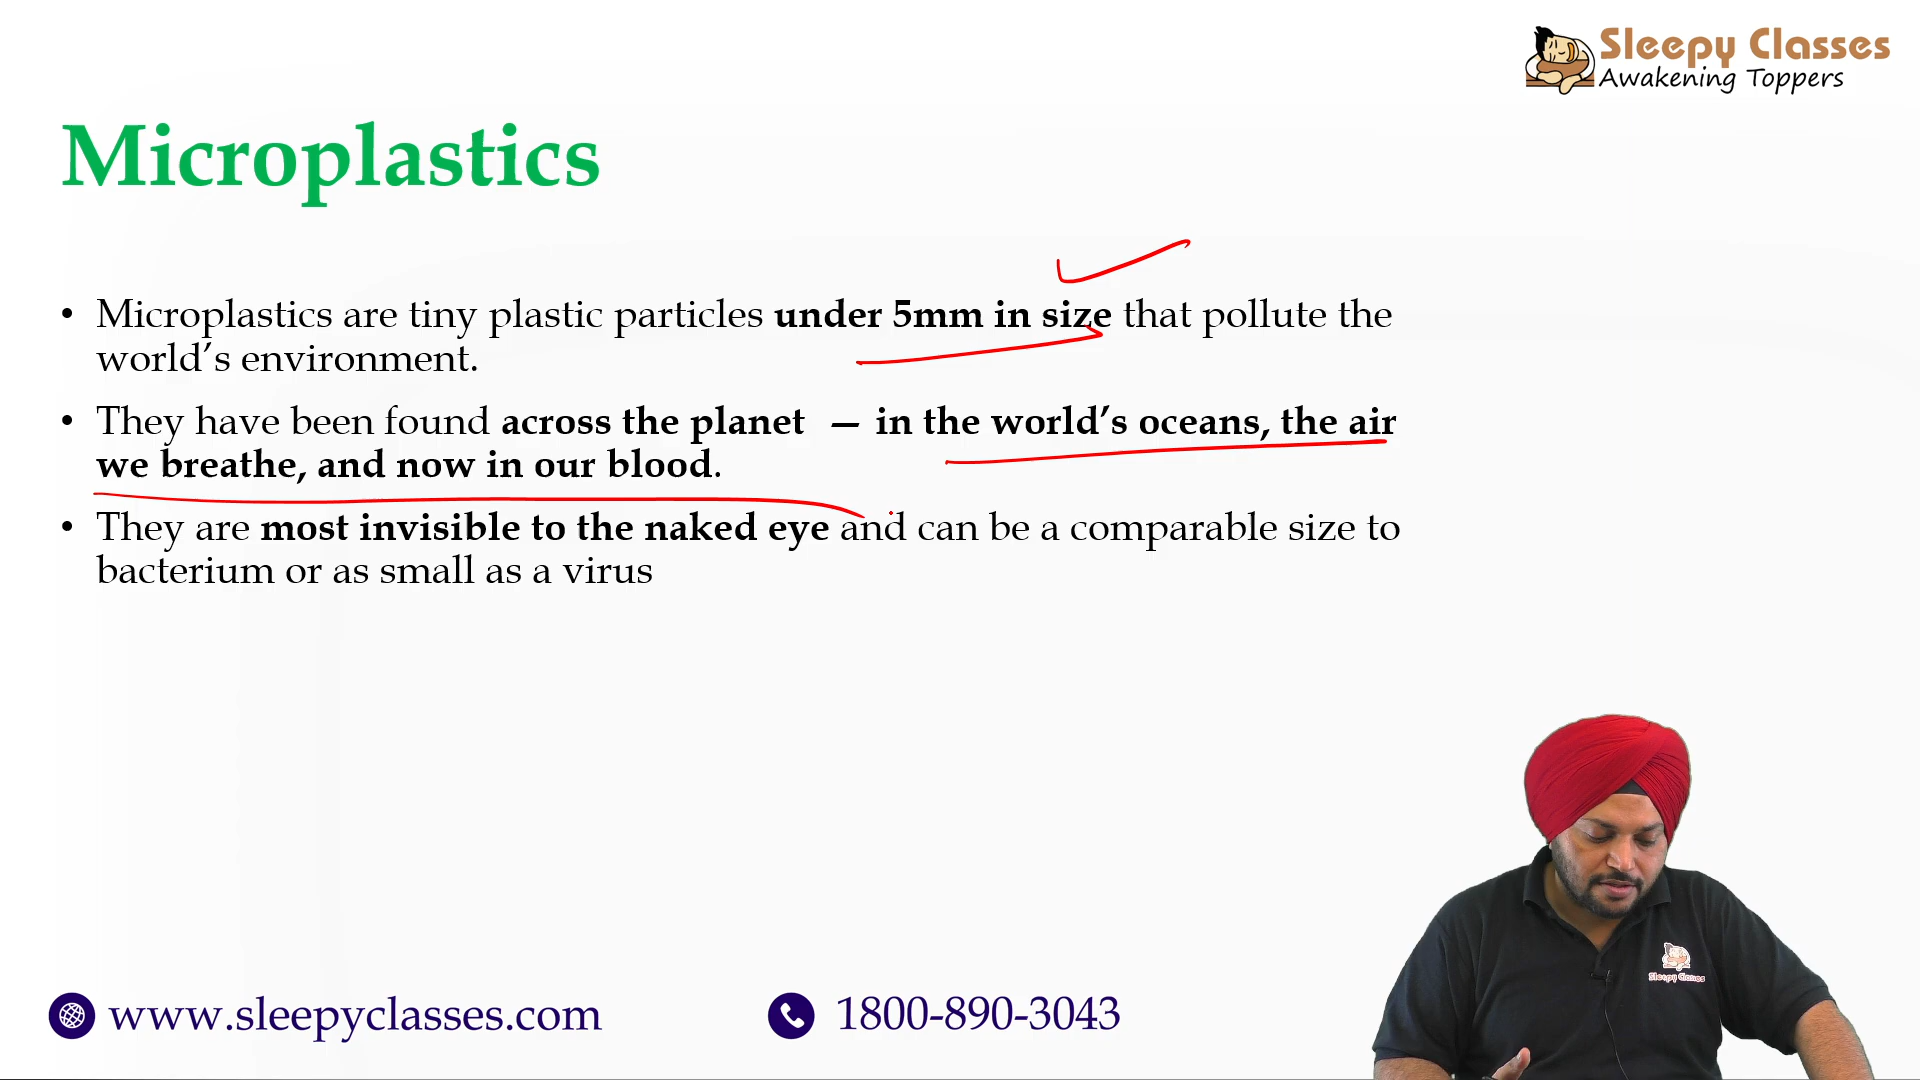 Sleepy Classes
Awakening Toppers
Microplastics
• Microplastics are tiny plastic particles under 5mm in size that pollute the
world’s environment.
• They have been found across the planet — in the world’s oceans, the air
we breathe, and now in our blood.
• They are most invisible to the naked eye and can be a comparable size to
bacterium or as small as a virus
Sleepy Classes
www.sleepyclasses.com
1800-890-3043